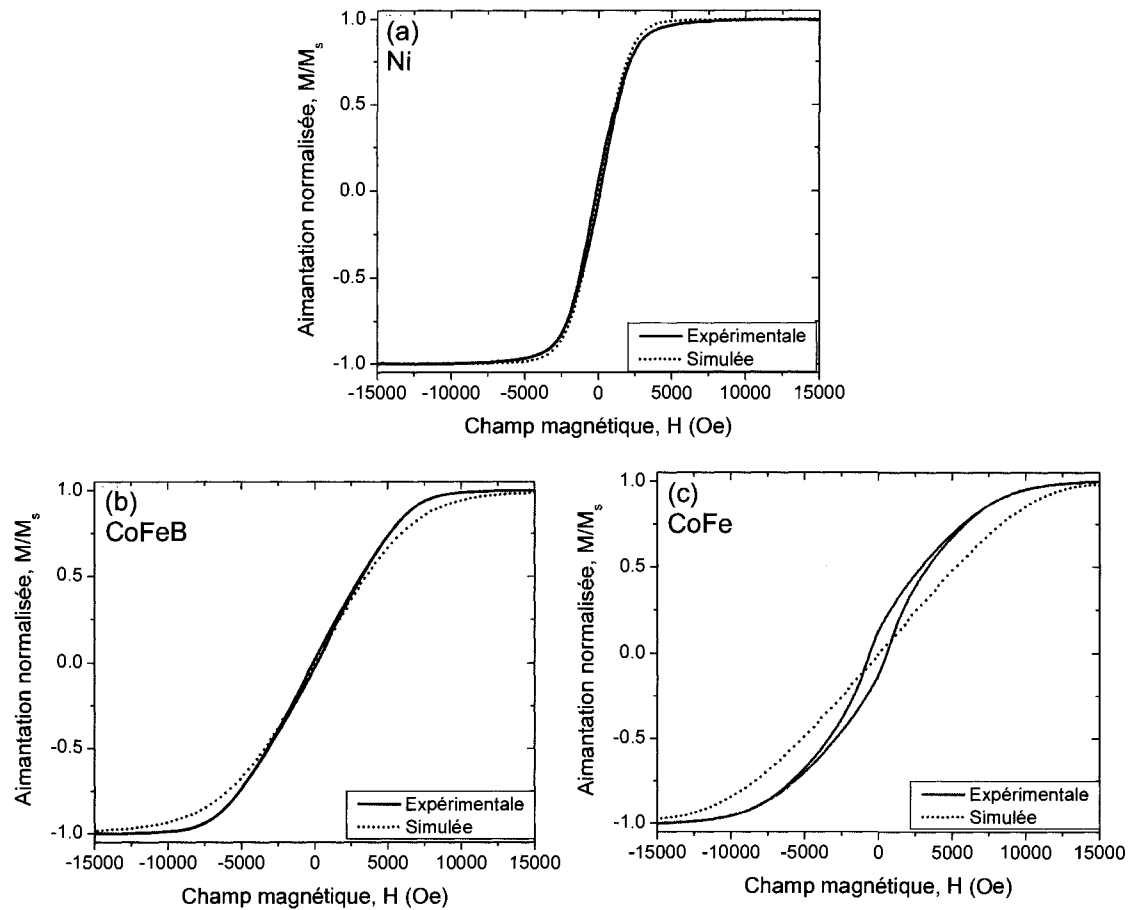 (a)
Ni
Aimantation normalisée, M/Ms
1.0
0.5
0.0
-0.5
-1.0
Expérimentale
Simulée
-15000 -10000 -5000 0 5000 10000 15000
Champ magnétique, H (Oe)
(b)
CoFeB
Aimantation normalisée, M/Ms
1.0
0.5
0.0
-0.5
-1.0
Expérimentale
Simulée
-15000 -10000 -5000 0 5000 10000 15000
Champ magnétique, H (Oe)
(c)
CoFe
Aimantation normalisée, M/Ms
1.0
0.5
0.0
-0.5
-1.0
Expérimentale
Simulée
-15000 -10000 -5000 0 5000 10000 15000
Champ magnétique, H (Oe)